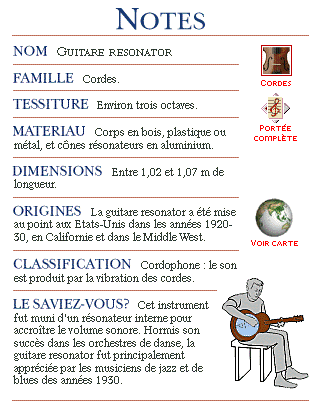 NOTES
NOM GUITARE RESONATOR
FAMILLE Cordes.
CORDES
TESSITURE Environ trois octaves.
PORTÉE
COMPLÈTE
MATERIAU Corps en bois, plastique ou
métal, et cônes résonateurs en aluminium.
DIMENSIONS Entre 1,02 et 1,07 m de
longueur.
ORIGINES La guitare resonator a été mise
au point aux Etats-Unis dans les années 1920-
30, en Californie et dans le Middle West.
VOIR CARTE
CLASSIFICATION Cordophone : le son
est produit par la vibration des cordes.
LE SAVIEZ-VOUS? Cet instrument
fut muni d'un résonateur interne pour
accroître le volume sonore. Hormis son
succès dans les orchestres de danse, la
guitare resonator fut principalement
appréciée par les musiciens de jazz et de
blues des années 1930.